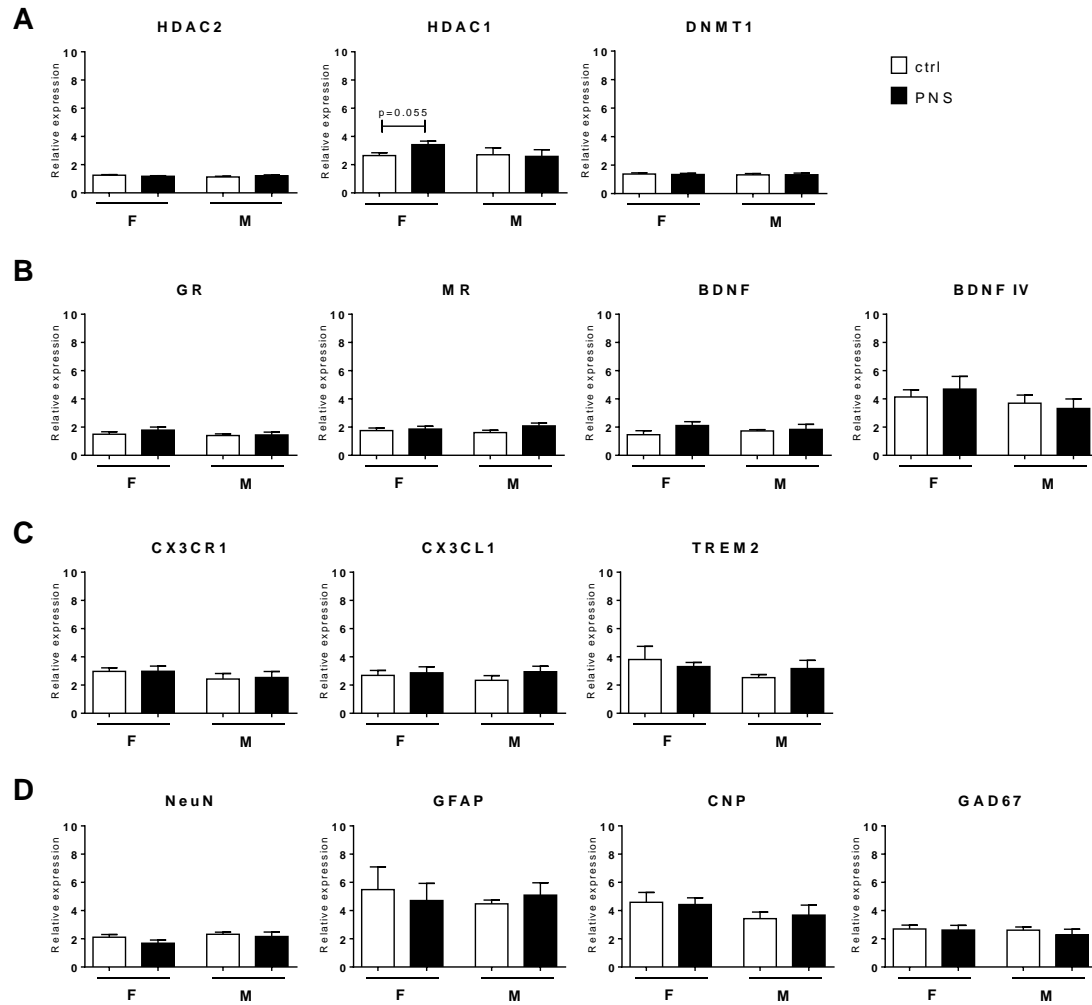 A
HDAC2
HDAC1
DNMT1
Relative expression
10
8
6
4
2
0
F
M
Relative expression
10
8
6
4
2
0
p=0.055
F
M
Relative expression
10
8
6
4
2
0
F
M
ctrl
PNS
B
GR
MR
BDNF
BDNF IV
Relative expression
10
8
6
4
2
0
F
M
Relative expression
10
8
6
4
2
0
F
M
Relative expression
10
8
6
4
2
0
F
M
Relative expression
10
8
6
4
2
0
F
M
C
CX3CR1
CX3CL1
TREM2
Relative expression
10
8
6
4
2
0
F
M
Relative expression
10
8
6
4
2
0
F
M
Relative expression
10
8
6
4
2
0
F
M
D
NeuN
GFAP
CNP
GAD67
Relative expression
10
8
6
4
2
0
F
M
Relative expression
10
8
6
4
2
0
F
M
Relative expression
10
8
6
4
2
0
F
M
Relative expression
10
8
6
4
2
0
F
M